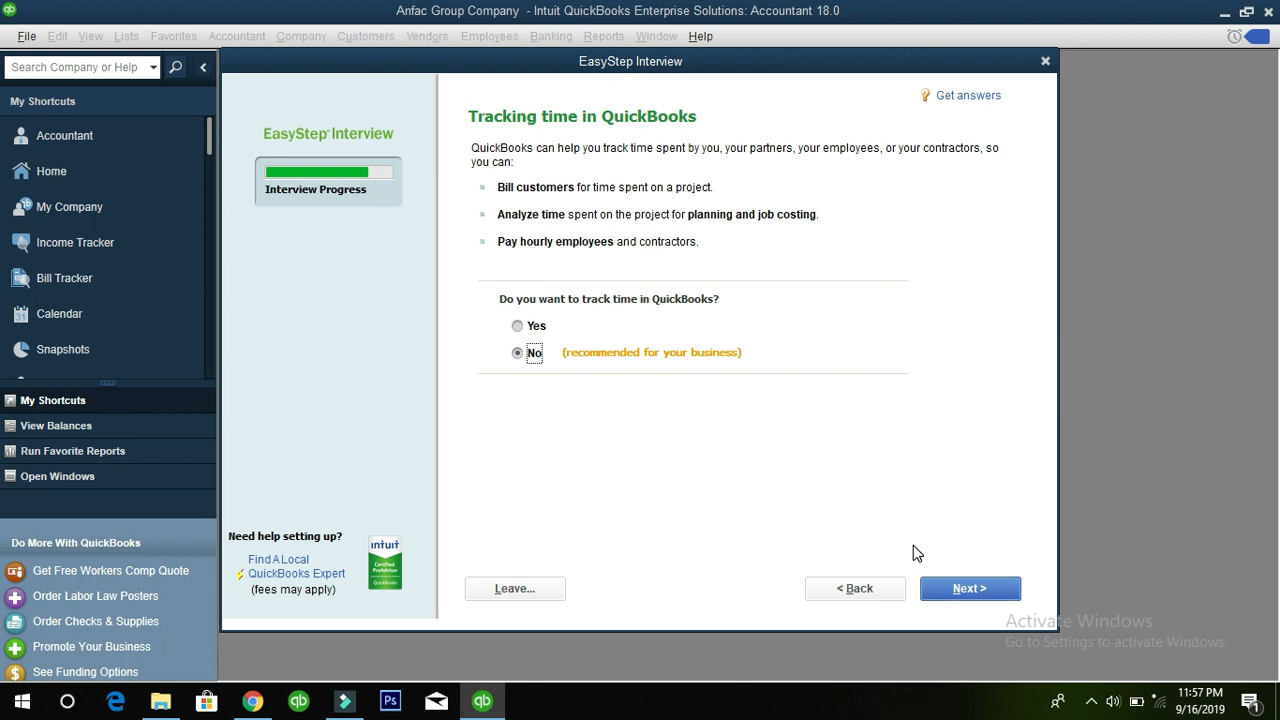 Anfac Group Company - Intuit QuickBooks Enterprise Solutions: Accountant 18.0
File Edit View Lists Favorites Accountant Company Customers Vendors Employees Banking Reports Window Help
Search Company or Help
My Shortcuts
Accountant
Home
My Company
Income Tracker
Bill Tracker
Calendar
Snapshots
My Shortcuts
View Balances
Run Favorite Reports
Open Windows
Do More With QuickBooks
Get Free Workers Comp Quote
Order Labor Law Posters
Order Checks & Supplies
Promote Your Business
See Funding Options
EasyStep Interview
EasyStep Interview
Interview Progress
Need help setting up?
Find A Local
QuickBooks Expert
(fees may apply)
intuit
Certified
ProAdvisor
QuickBooks
Get answers
Tracking time in QuickBooks
QuickBooks can help you track time spent by you, your partners, your employees, or your contractors, so
you can:
Bill customers for time spent on a project.
Analyze time spent on the project for planning and job costing.
Pay hourly employees and contractors.
Do you want to track time in QuickBooks?
Yes
No (recommended for your business)
Leave...
< Back
Next >
Activate Windows
Go to Settings to activate Windows.
11:57 PM
9/16/2019
1